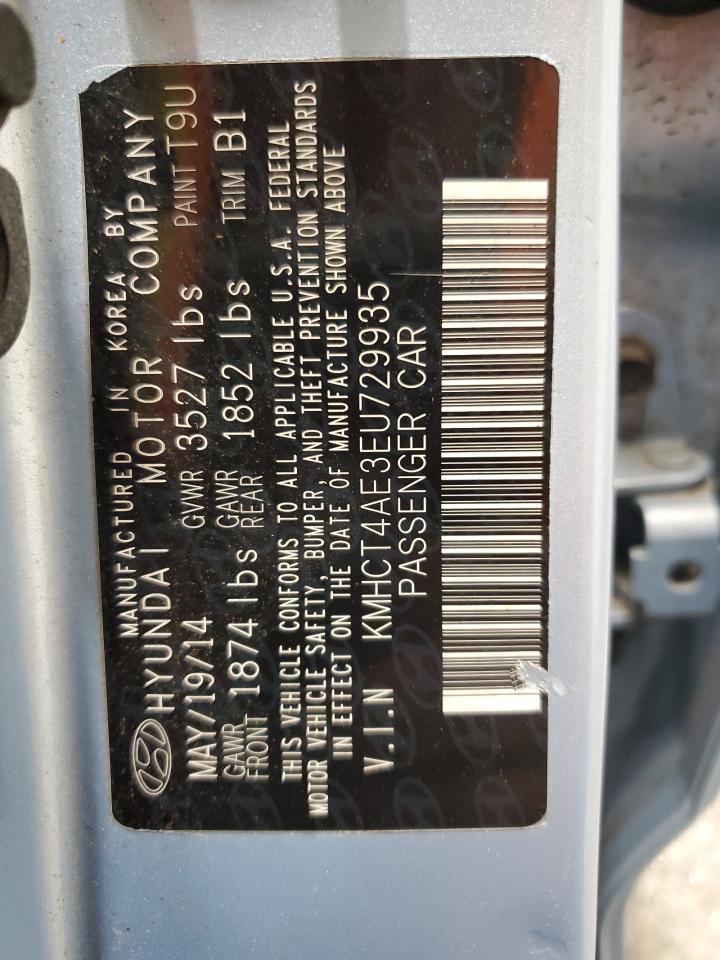 MANUFACTURED IN KOREA BY
HYUNDAI MOTOR COMPANY
MAY/19/14 GVWR 3527 lbs PAINT T9U
GAWR FRONT 1874 lbs GAWR REAR 1852 lbs TRIM B1
THIS VEHICLE CONFORMS TO ALL APPLICABLE U.S.A. FEDERAL
MOTOR VEHICLE SAFETY, BUMPER, AND THEFT PREVENTION STANDARDS
IN EFFECT ON THE DATE OF MANUFACTURE SHOWN ABOVE
V.I.N KMHCT4AE3EU729935
PASSENGER CAR